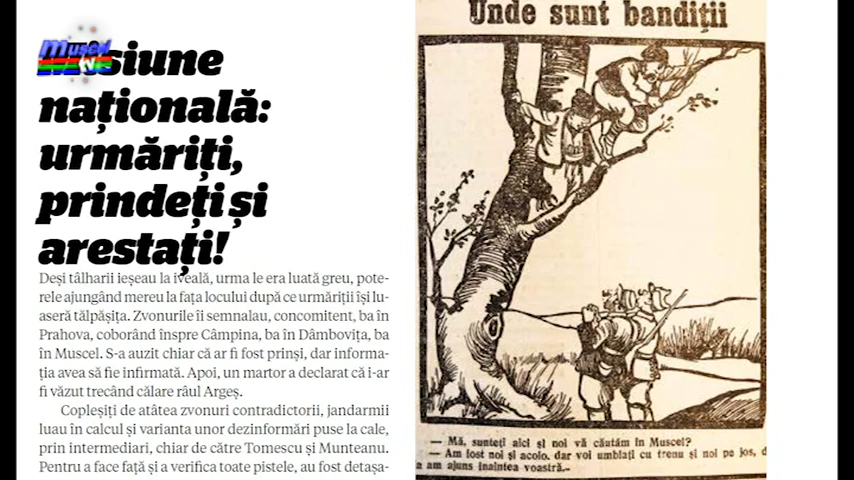 Muscel
TV
Misiune
națională:
urmăriți,
prindeți și
arestați!
Deși tâlharii ieșeau la iveală, urma le era luată greu, pote-
rele ajungând mereu la fața locului după ce urmăriții își lu-
aseră tălpășița. Zvonurile îi semnalau, concomitent, ba în
Prahova, coborând înspre Câmpina, ba în Dâmbovița, ba
în Muscel. S-a auzit chiar că ar fi fost prinși, dar informa-
ția avea să fie infirmată. Apoi, un martor a declarat că i-ar
fi văzut trecând călare râul Argeș.
Copleșiți de atâtea zvonuri contradictorii, jandarmii
luau în calcul și varianta unor dezinformări puse la cale,
prin intermediari, chiar de către Tomescu și Munteanu.
Pentru a face față și a verifica toate pistele, au fost detașa-
Unde sunt bandiții
— Mă, sunteți aici și noi vă căutăm în Muscel?
— Am fost noi și acolo, dar voi umblați cu trenu și noi pe jos, d
a am ajuns înaintea voastră.-